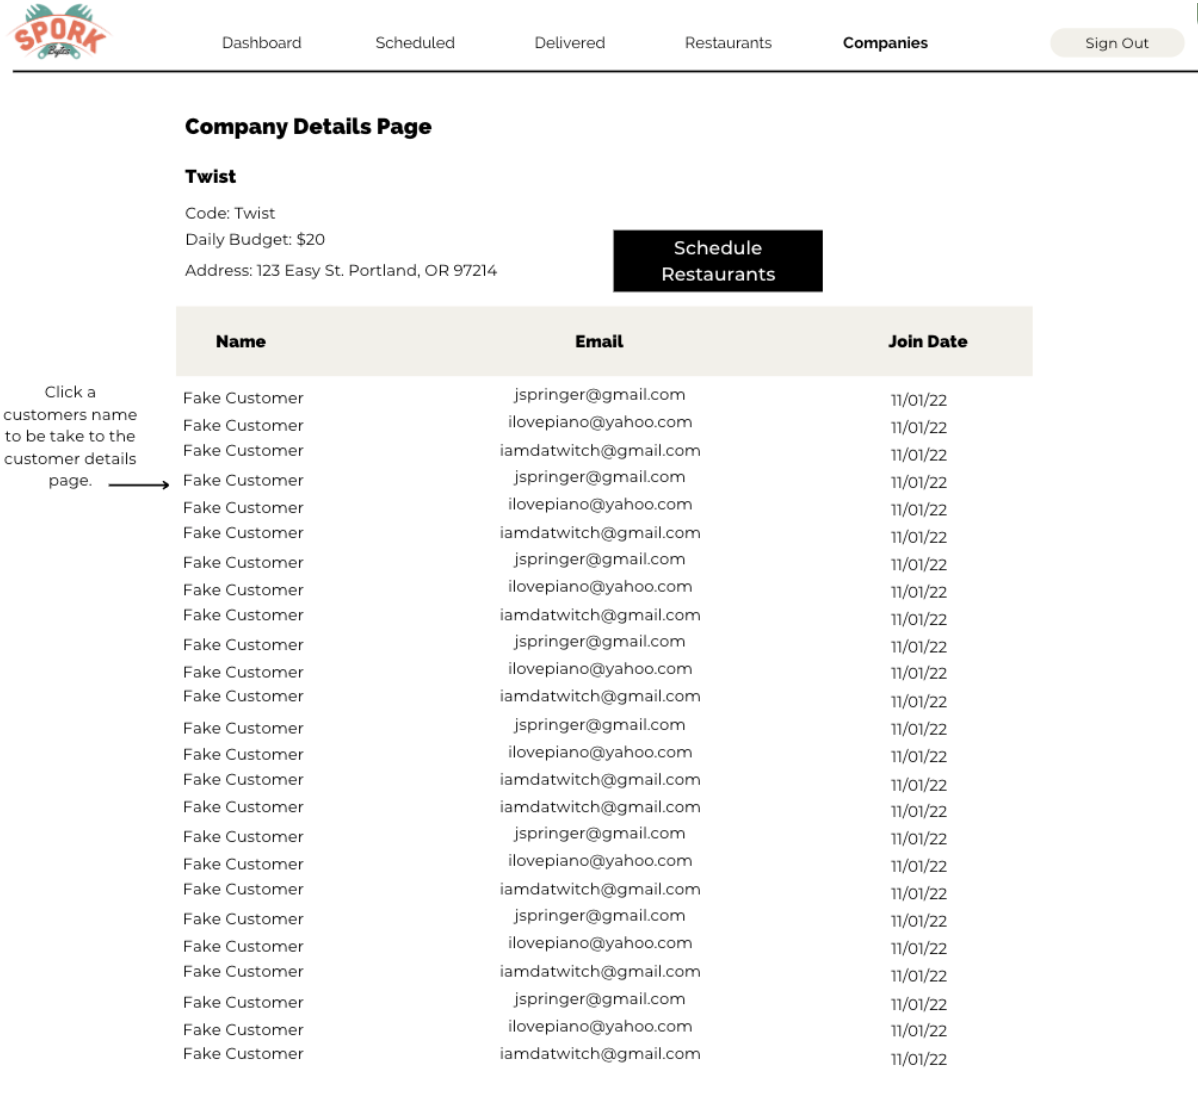 SPORK
Bytes
Dashboard Scheduled Delivered Restaurants Companies Sign Out
Company Details Page
Twist
Code: Twist
Daily Budget: $20
Address: 123 Easy St. Portland, OR 97214
Schedule
Restaurants
Name Email Join Date
Click a
customers name
to be take to the
customer details
page.
Fake Customer jspringer@gmail.com 11/01/22
Fake Customer ilovepiano@yahoo.com 11/01/22
Fake Customer iamdatwitch@gmail.com 11/01/22
Fake Customer jspringer@gmail.com 11/01/22
Fake Customer ilovepiano@yahoo.com 11/01/22
Fake Customer iamdatwitch@gmail.com 11/01/22
Fake Customer jspringer@gmail.com 11/01/22
Fake Customer ilovepiano@yahoo.com 11/01/22
Fake Customer iamdatwitch@gmail.com 11/01/22
Fake Customer jspringer@gmail.com 11/01/22
Fake Customer ilovepiano@yahoo.com 11/01/22
Fake Customer iamdatwitch@gmail.com 11/01/22
Fake Customer jspringer@gmail.com 11/01/22
Fake Customer ilovepiano@yahoo.com 11/01/22
Fake Customer iamdatwitch@gmail.com 11/01/22
Fake Customer iamdatwitch@gmail.com 11/01/22
Fake Customer jspringer@gmail.com 11/01/22
Fake Customer ilovepiano@yahoo.com 11/01/22
Fake Customer iamdatwitch@gmail.com 11/01/22
Fake Customer jspringer@gmail.com 11/01/22
Fake Customer ilovepiano@yahoo.com 11/01/22
Fake Customer iamdatwitch@gmail.com 11/01/22
Fake Customer jspringer@gmail.com 11/01/22
Fake Customer ilovepiano@yahoo.com 11/01/22
Fake Customer iamdatwitch@gmail.com 11/01/22